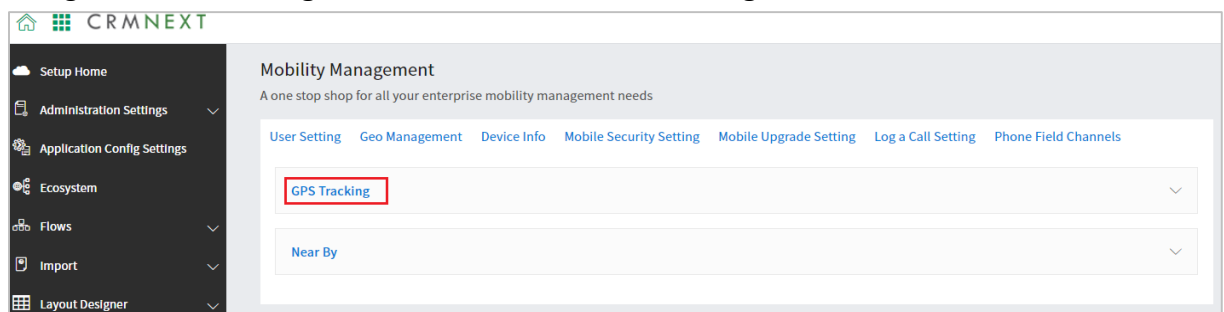 CRMNEXT
Setup Home
Administration Settings
Application Config Settings
Ecosystem
Flows
Import
Layout Designer
Mobility Management
A one stop shop for all your enterprise mobility management needs
User Setting Geo Management Device Info Mobile Security Setting Mobile Upgrade Setting Log a Call Setting Phone Field Channels
GPS Tracking
Near By